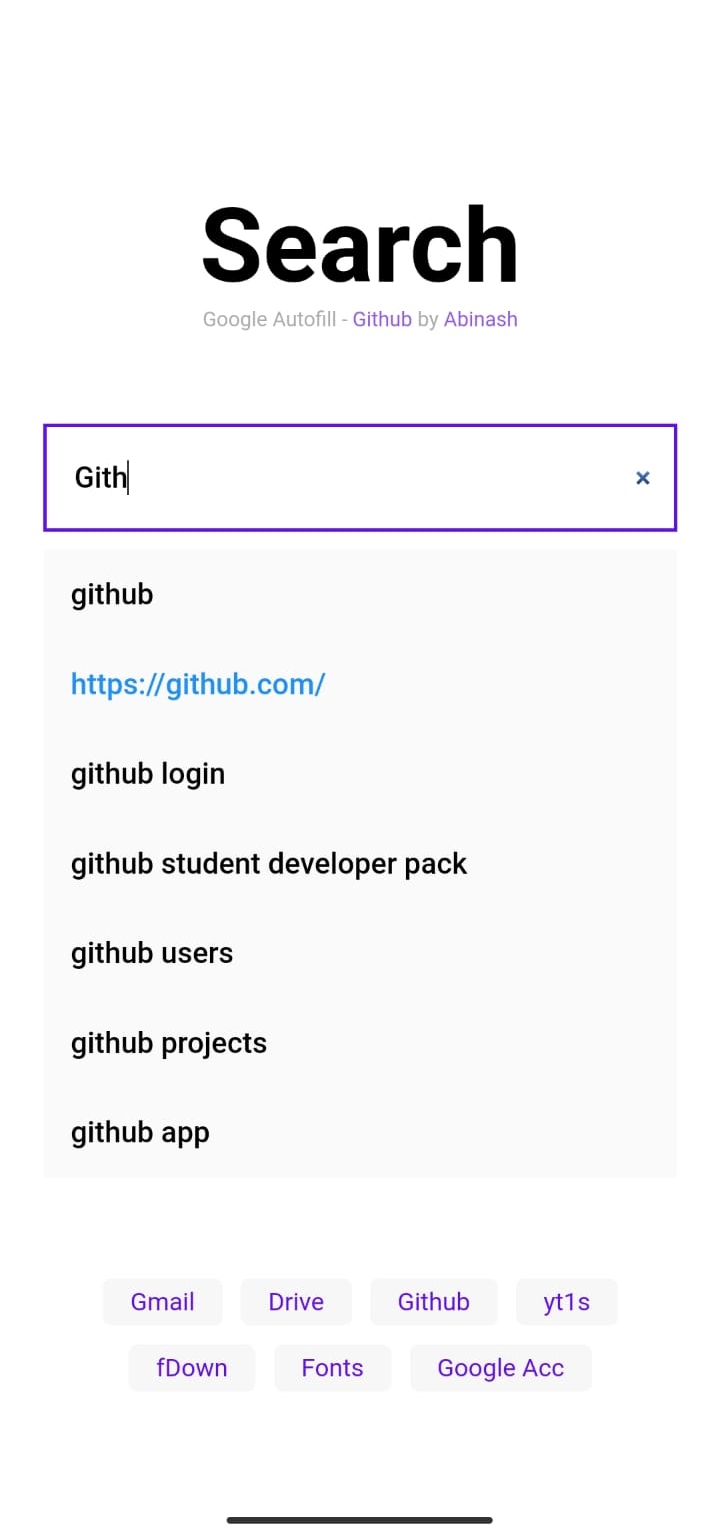 Search
Google Autofill - Github by Abinash
Gith
×
github
https://github.com/
github login
github student developer pack
github users
github projects
github app
Gmail Drive Github yt1s
fDown Fonts Google Acc